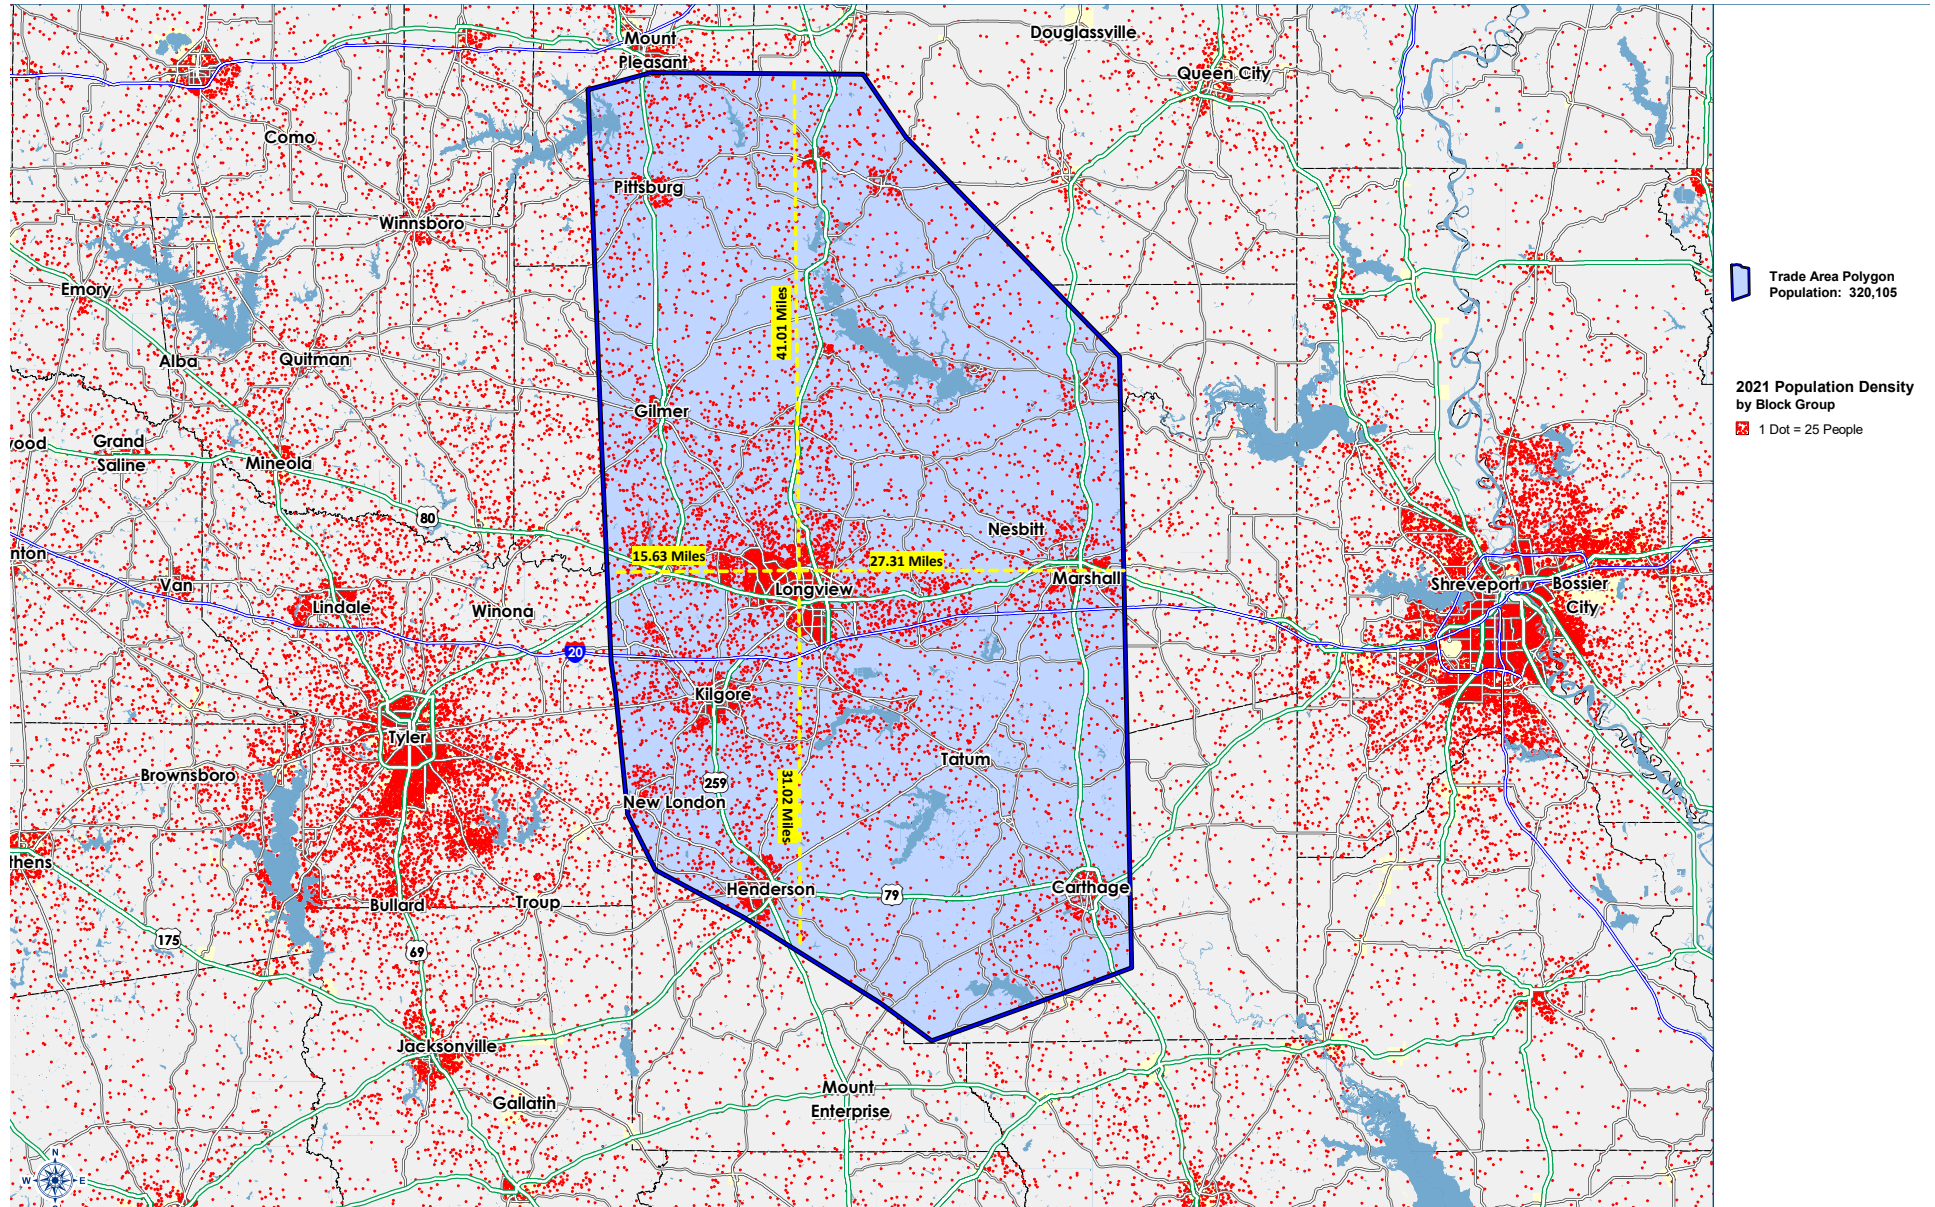 Mount
Pleasant
Douglassville
Queen City
Como
Pittsburg
Winnsboro
Emory
Alba
Quitman
41.01 Miles
Trade Area Polygon
Population: 320,105
2021 Population Density
by Block Group
1 Dot = 25 People
Gilmer
ood
Grand
Saline
Mineola
80
Nesbitt
nton
15.63 Miles
27.31 Miles
Van
Lindale
Winona
Longview
Marshall
Shreveport
Bossier
City
20
Kilgore
Tyler
Brownsboro
Tatum
259
New London
31.02 Miles
thens
Henderson
79
Carthage
Bullard
Troup
175
69
Jacksonville
Gallatin
Mount
Enterprise
N
W E